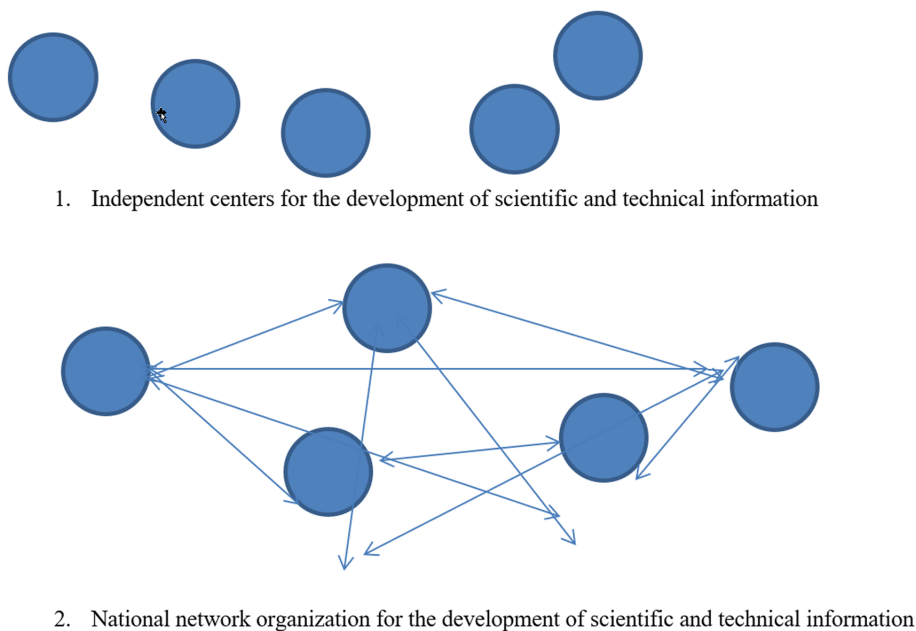 1. Independent centers for the development of scientific and technical information
2. National network organization for the development of scientific and technical information